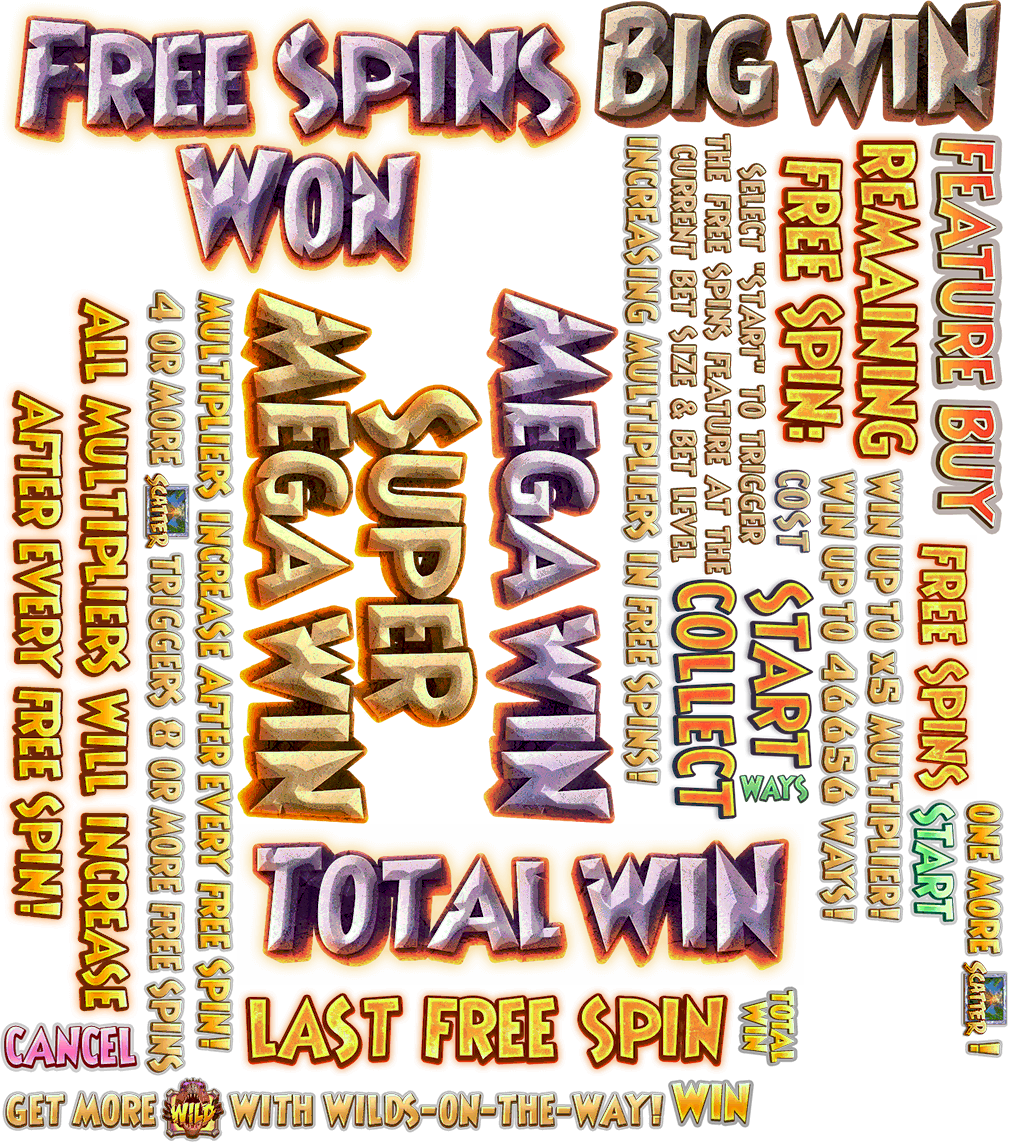 FREE SPINS
WON
BIG WIN
FEATURE BUY
REMAINING
FREE SPIN:
SELECT "START" TO TRIGGER
THE FREE SPINS FEATURE AT THE
CURRENT BET SIZE & BET LEVEL
INCREASING MULTIPLIERS IN FREE SPINS!
MEGA WIN
SUPER
MEGA WIN
MULTIPLIERS INCREASE AFTER EVERY FREE SPIN!
4 OR MORE SCATTER TRIGGERS 8 OR MORE FREE SPINS
ALL MULTIPLIERS WILL INCREASE
AFTER EVERY FREE SPIN!
COST
WIN UP TO X5 MULTIPLIER!
WIN UP TO 46656 WAYS!
FREE SPINS
START
COLLECT
WAYS
START
ONE MORE SCATTER !
TOTAL WIN
LAST FREE SPIN
TOTAL
WIN
CANCEL
GET MORE WILD WITH WILDS-ON-THE-WAY!
WIN